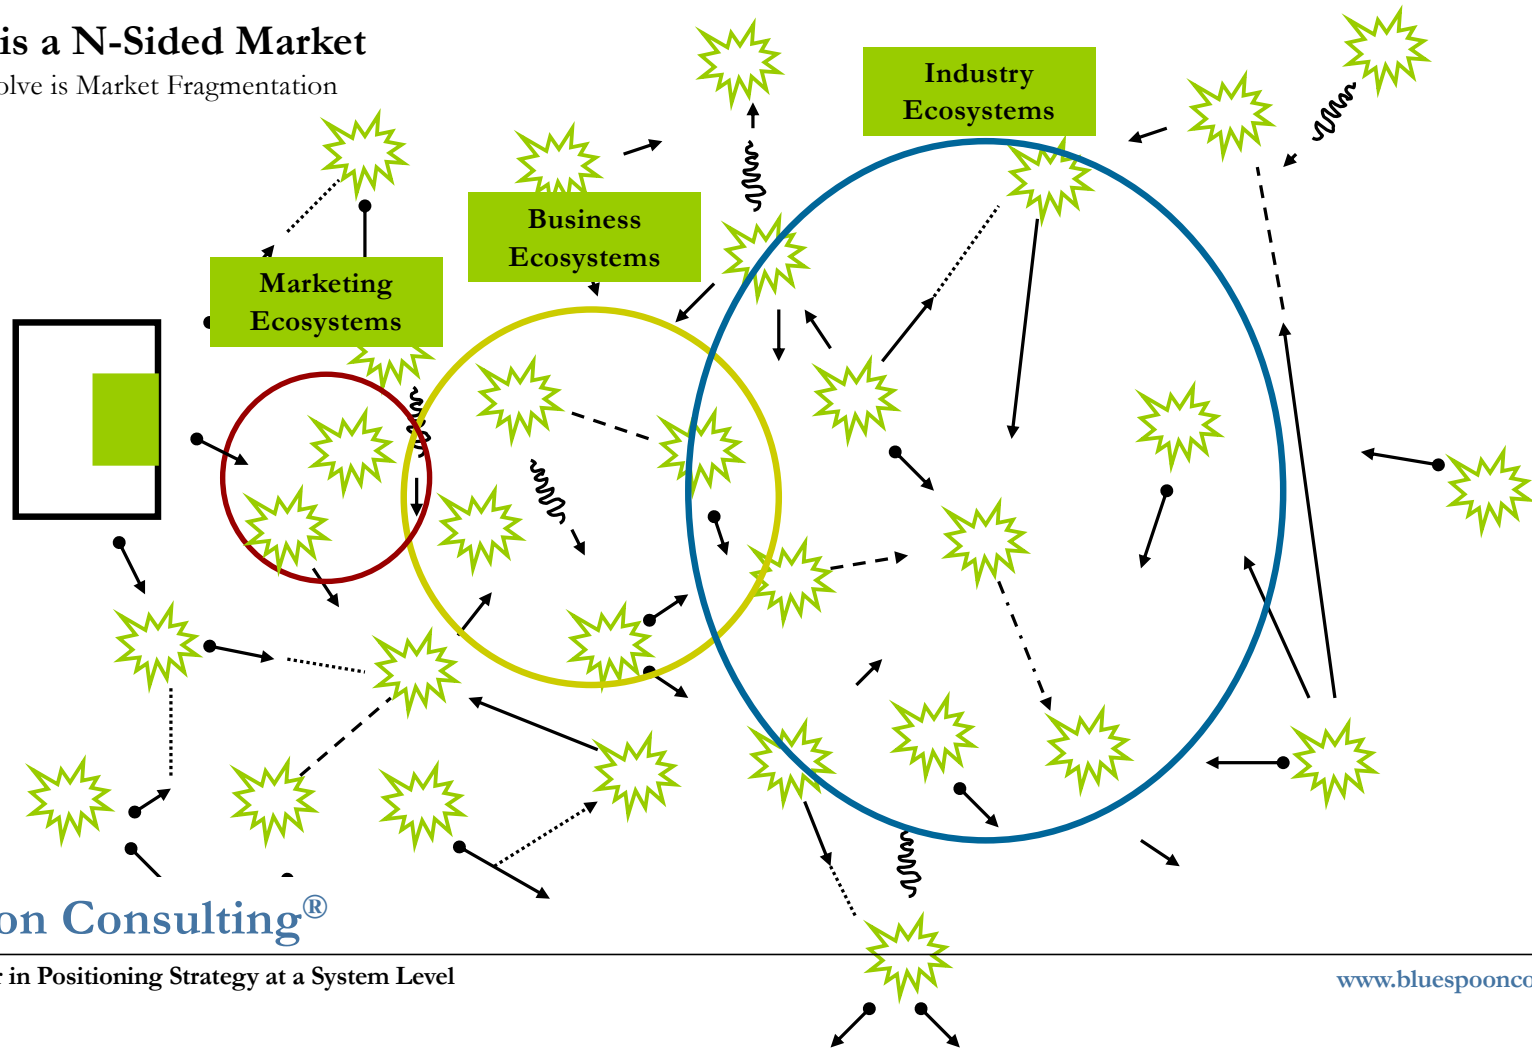 is a N-Sided Market
olve is Market Fragmentation
Industry
Ecosystems
Business
Ecosystems
Marketing
Ecosystems
on Consulting®
r in Positioning Strategy at a System Level
www.bluespoonco